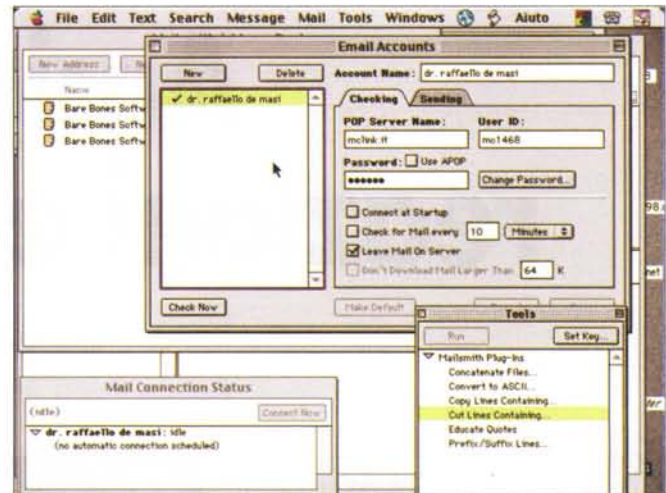 File Edit Text Search Message Mail Tools Windows Aiuto
Email Accounts
New Address
New
Delete
Account Name: dr. raffaello de masi
Name
Bare Bones Softw
Bare Bones Softw
Bare Bones Softw
✓ dr. raffaello de masi
Checking
Sending
POP Server Name:
User ID:
mclink.it
mc1468
Password:
Use APOP
••••••
Change Password...
Connect at Startup
Check for Mail every 10 Minutes
Leave Mail On Server
Don't Download Mail Larger Than 64 K
Check Now
Make Default
98
net
Tools
Run
Set Key...
Mailsmith Plug-Ins
Concatenate Files...
Convert to ASCII...
Copy Lines Containing...
Cut Lines Containing...
Educate Quotes
Prefix/Suffix Lines...
Mail Connection Status
(idle)
Connect Now
dr. raffaello de masi: idle
(no automatic connection scheduled)